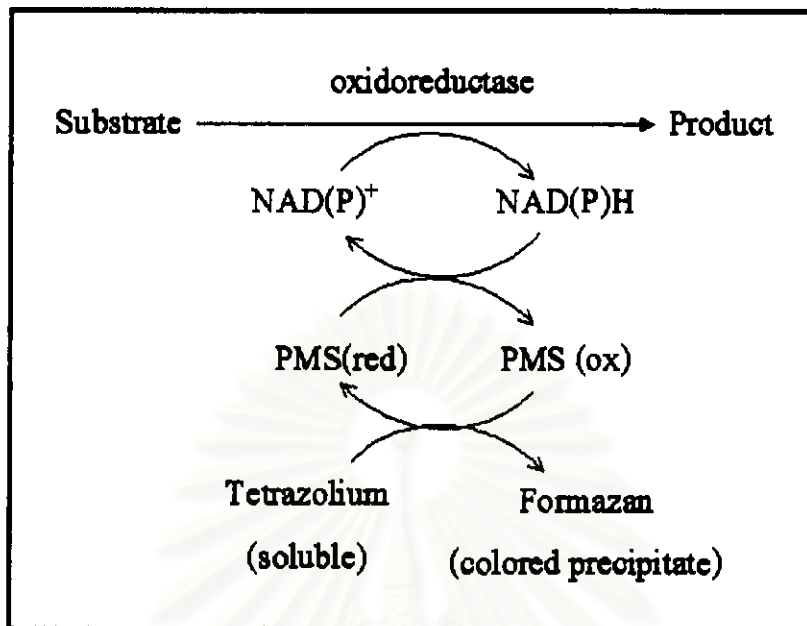 oxidoreductase
Substrate Product
NAD(P)⁺ NAD(P)H
PMS(red) PMS (ox)
Tetrazolium Formazan
(soluble) (colored precipitate)